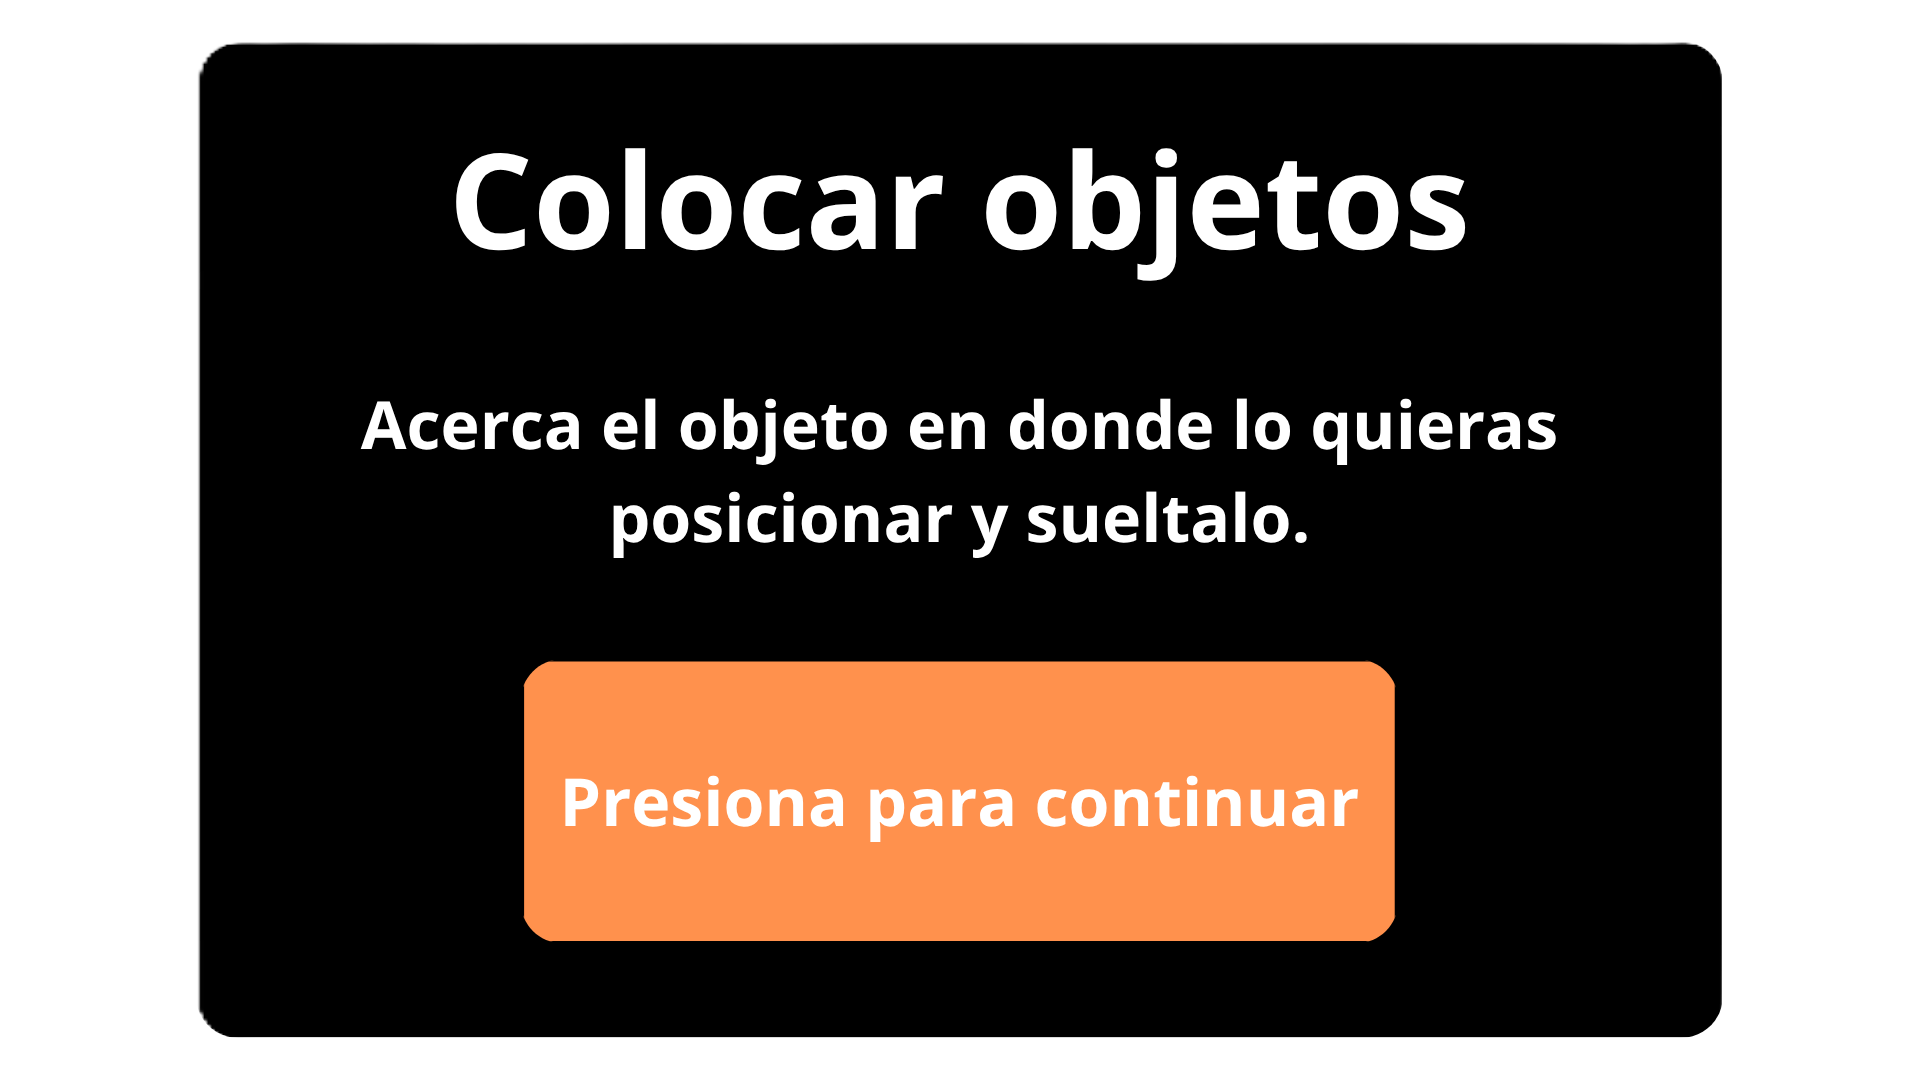 Colocar objetos
Acerca el objeto en donde lo quieras
posicionar y sueltalo.
Presiona para continuar